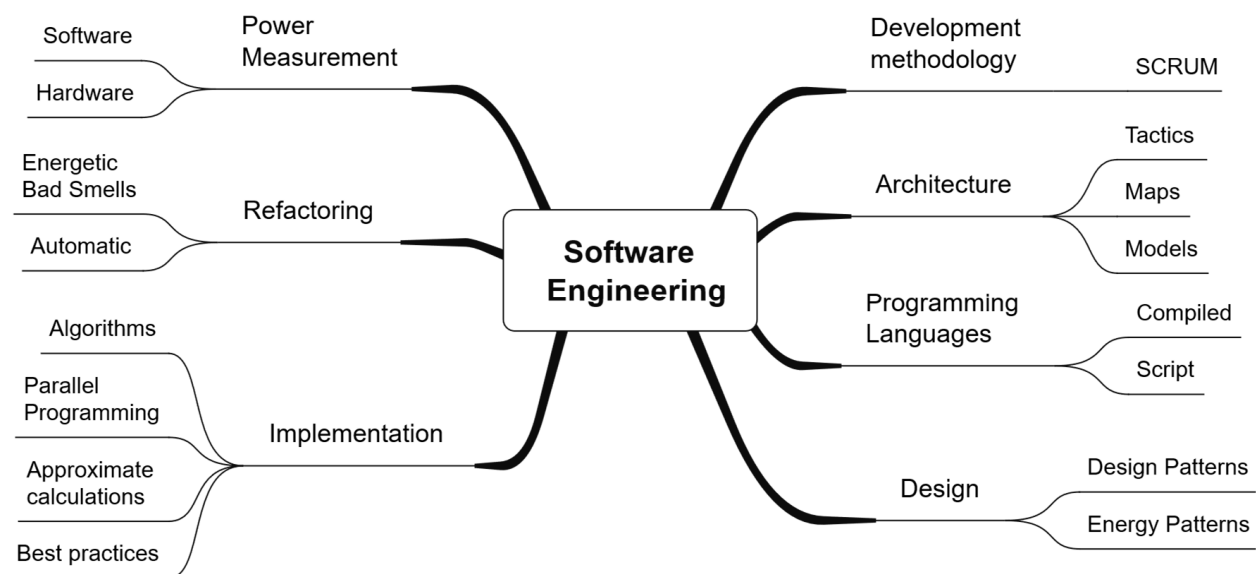 Software
Engineering
Power
Measurement
Software
Hardware
Refactoring
Energetic
Bad Smells
Automatic
Implementation
Algorithms
Parallel
Programming
Approximate
calculations
Best practices
Development
methodology
SCRUM
Architecture
Tactics
Maps
Models
Programming
Languages
Compiled
Script
Design
Design Patterns
Energy Patterns